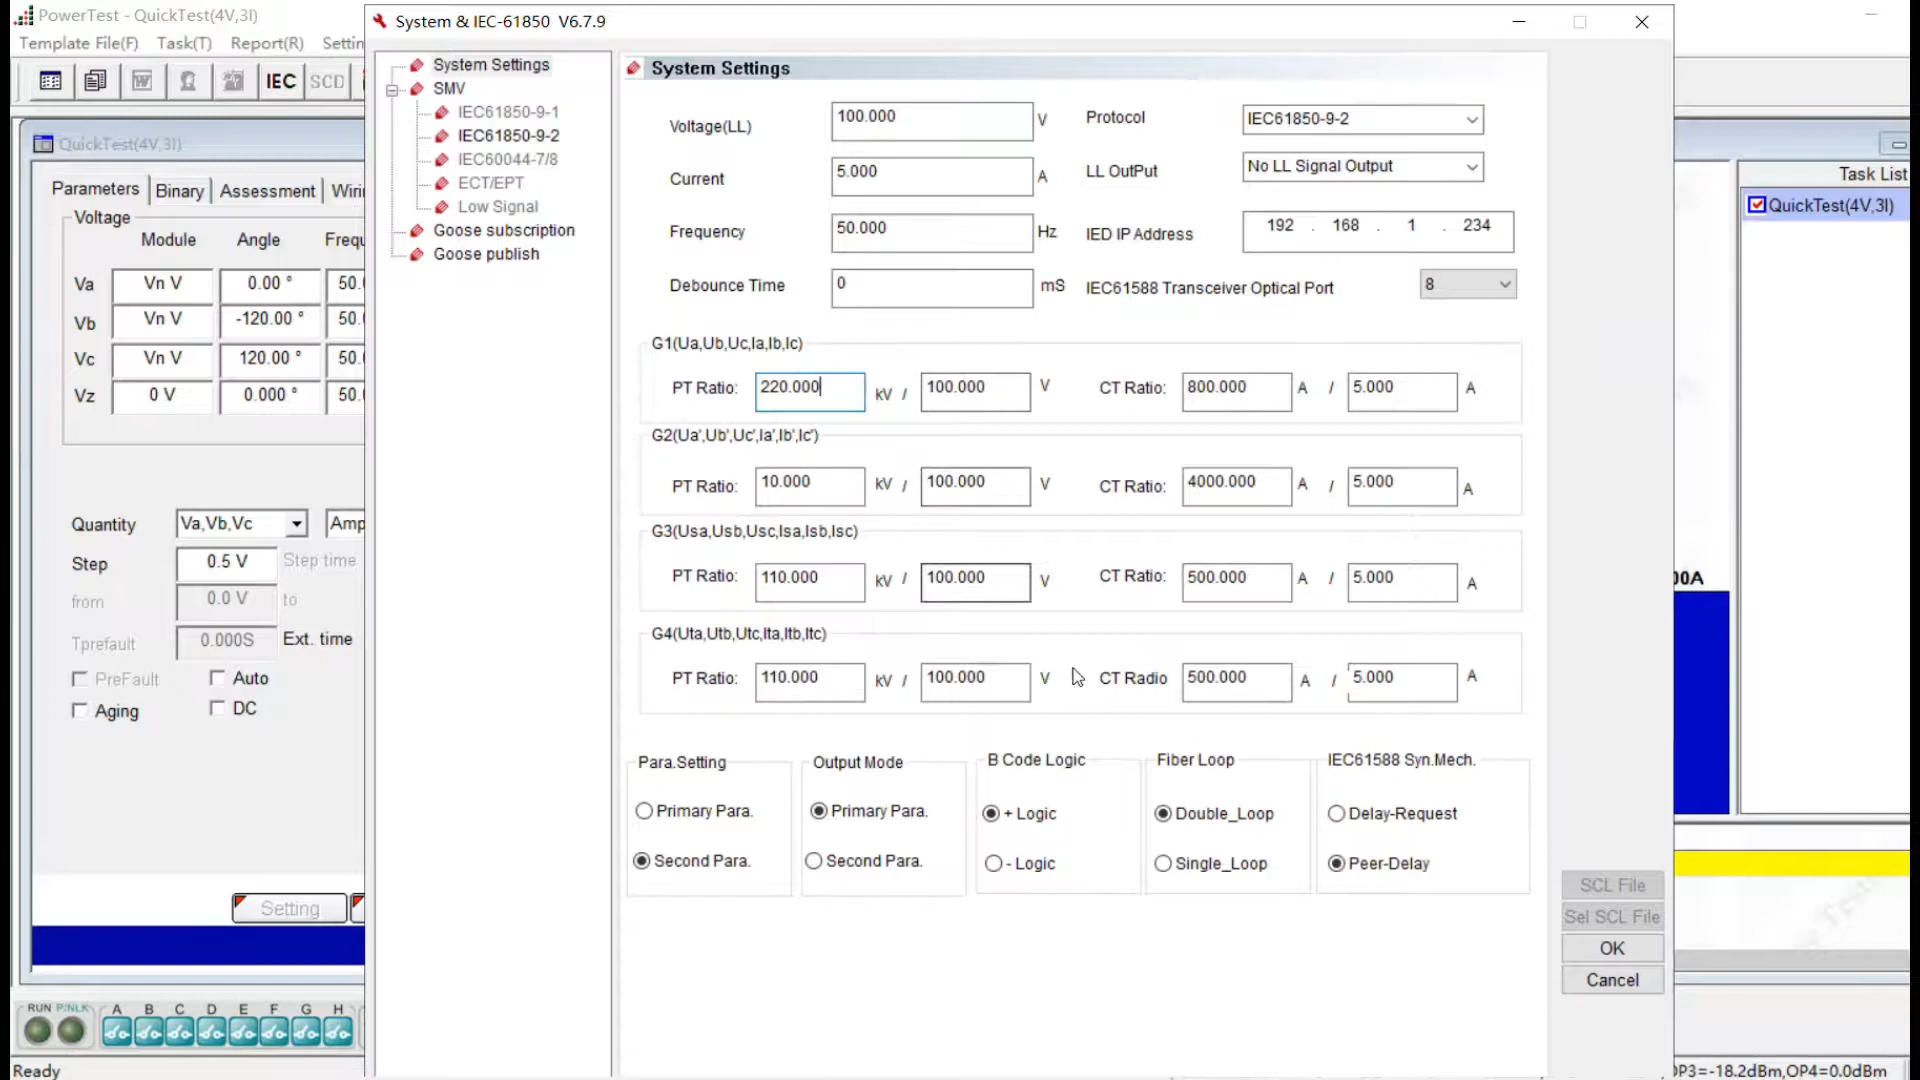 PowerTest - QuickTest(4V,3I)
Template File(F) Task(T) Report(R) Settin
IEC SCD
QuickTest(4V,3I)
Parameters Binary Assessment Wiri
Voltage
Module Angle Frequ
Va Vn V 0.00 ° 50.
Vb Vn V -120.00 ° 50.
Vc Vn V 120.00 ° 50.
Vz 0 V 0.000 ° 50.
Quantity Va,Vb,Vc Amp
Step 0.5 V Step time
from 0.0 V to
Tprefault 0.000S Ext. time
PreFault Auto
Aging DC
Setting
RUN P/NLK A B C D E F G H
Ready
System & IEC-61850 V6.7.9
System Settings
SMV
IEC61850-9-1
IEC61850-9-2
IEC60044-7/8
ECT/EPT
Low Signal
Goose subscription
Goose publish
System Settings
Voltage(LL) 100.000 V Protocol IEC61850-9-2
Current 5.000 A LL OutPut No LL Signal Output
Frequency 50.000 Hz IED IP Address 192 . 168 . 1 . 234
Debounce Time 0 mS IEC61588 Transceiver Optical Port 8
G1(Ua,Ub,Uc,Ia,Ib,Ic)
PT Ratio: 220.000 kV / 100.000 V CT Ratio: 800.000 A / 5.000 A
G2(Ua',Ub',Uc',Ia',Ib',Ic')
PT Ratio: 10.000 kV / 100.000 V CT Ratio: 4000.000 A / 5.000 A
G3(Usa,Usb,Usc,Isa,Isb,Isc)
PT Ratio: 110.000 kV / 100.000 V CT Ratio: 500.000 A / 5.000 A
G4(Uta,Utb,Utc,Ita,Itb,Itc)
PT Ratio: 110.000 kV / 100.000 V CT Radio 500.000 A / 5.000 A
Para.Setting Output Mode B Code Logic Fiber Loop IEC61588 Syn.Mech.
Primary Para. Primary Para. + Logic Double_Loop Delay-Request
Second Para. Second Para. - Logic Single_Loop Peer-Delay
SCL File
Sel SCL File
OK
Cancel
Task List
QuickTest(4V,3I)
00A
OP3=-18.2dBm,OP4=0.0dBm